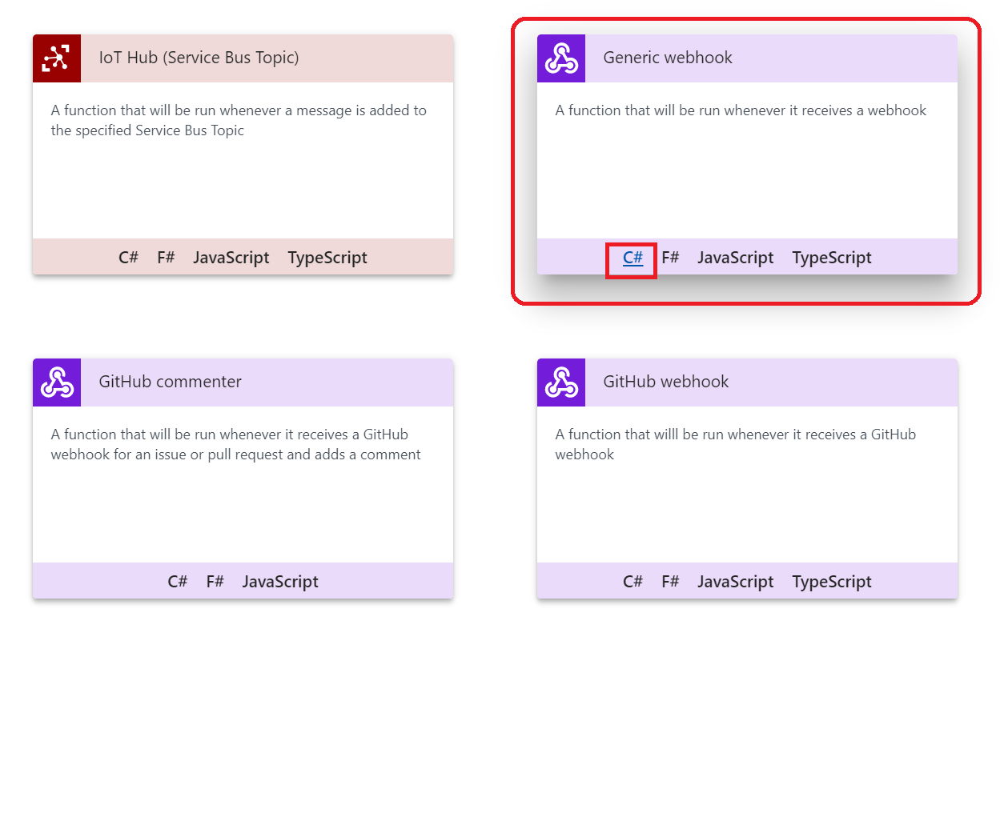 IoT Hub (Service Bus Topic)
A function that will be run whenever a message is added to
the specified Service Bus Topic
C# F# JavaScript TypeScript
Generic webhook
A function that will be run whenever it receives a webhook
C# F# JavaScript TypeScript
GitHub commenter
A function that will be run whenever it receives a GitHub
webhook for an issue or pull request and adds a comment
C# F# JavaScript
GitHub webhook
A function that willl be run whenever it receives a GitHub
webhook
C# F# JavaScript TypeScript